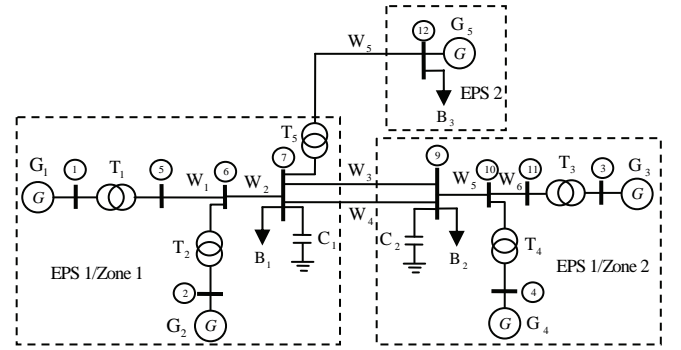 12
G5
G
W5
EPS 2
B3
T5
7
9
G1
1
T1
5
W1
6
W2
W3
W4
W5
10
W6
11
T3
3
G3
G
G
T2
B1
C1
C2
B2
T4
EPS 1/Zone 1
EPS 1/Zone 2
2
4
G2
G
G
G4